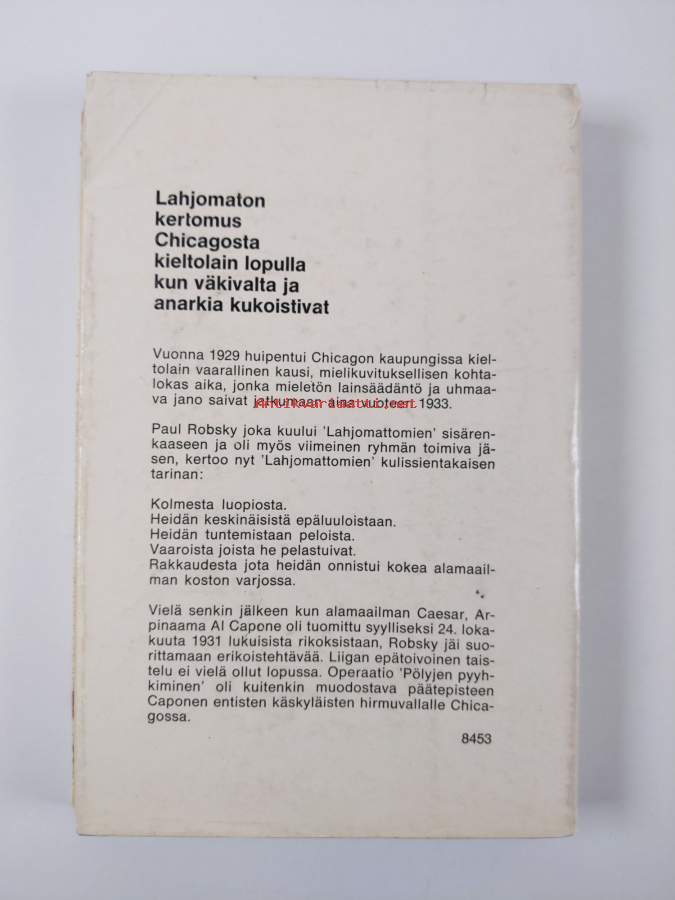 Lahjomaton
kertomus
Chicagosta
kieltolain lopulla
kun väkivalta ja
anarkia kukoistivat
Vuonna 1929 huipentui Chicagon kaupungissa kiel-
tolain vaarallinen kausi, mielikuvituksellisen kohta-
lokas aika, jonka mieletön lainsäädäntö ja uhmaa-
va jano saivat jatkumaan aina vuoteen 1933.
Paul Robsky joka kuului 'Lahjomattomien' sisären-
kaaseen ja oli myös viimeinen ryhmän toimiva jä-
sen, kertoo nyt 'Lahjomattomien' kulissientakaisen
tarinan:
Kolmesta luopiosta.
Heidän keskinäisistä epäluuloistaan.
Heidän tuntemistaan peloista.
Vaaroista joista he pelastuivat.
Rakkaudesta jota heidän onnistui kokea alamaail-
man koston varjossa.
Vielä senkin jälkeen kun alamaailman Caesar, Ar-
pinaama Al Capone oli tuomittu syylliseksi 24. loka-
kuuta 1931 lukuisista rikoksistaan, Robsky jäi suo-
rittamaan erikoistehtävää. Liigan epätoivoinen tais-
telu ei vielä ollut lopussa. Operaatio 'Pölyjen pyyh-
kiminen' oli kuitenkin muodostava päätepisteen
Caponen entisten käskyläisten hirmuvallalle Chica-
gossa.
8453